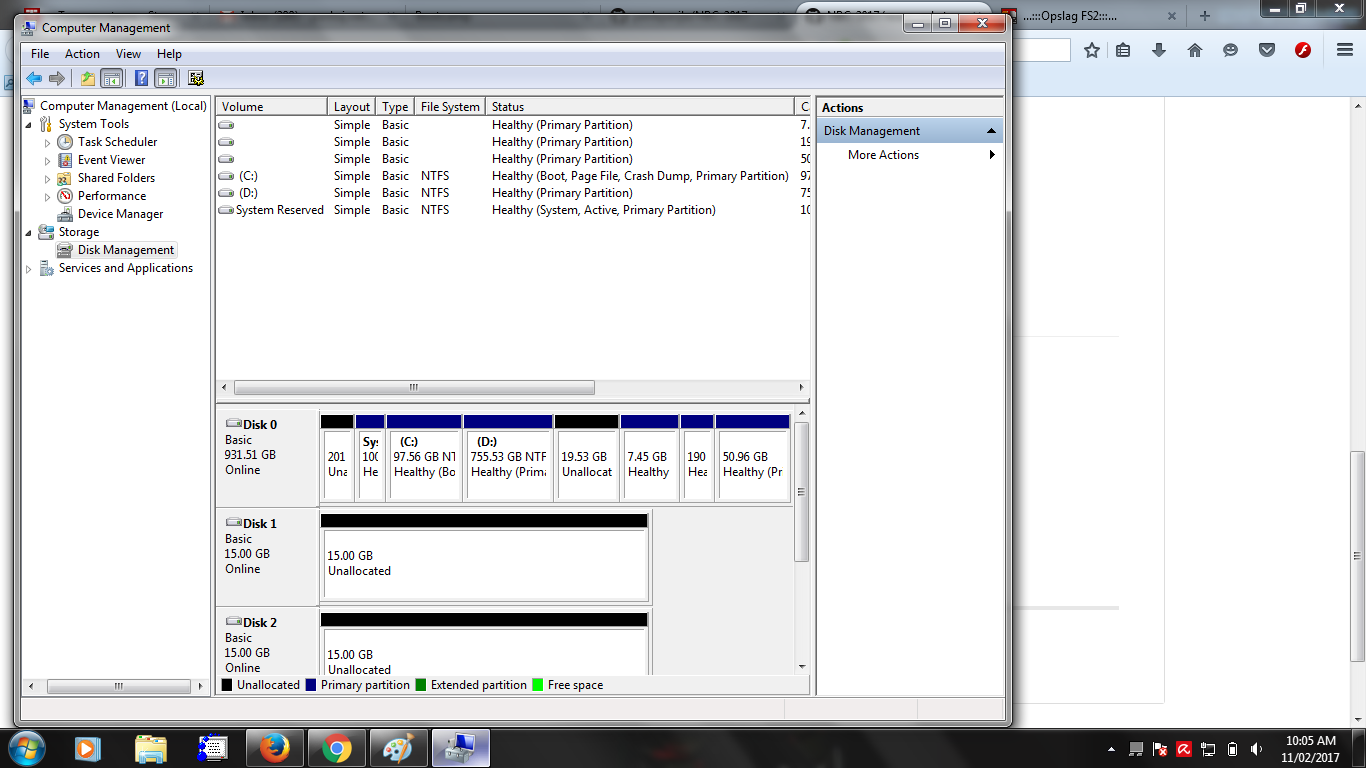 ...:::Opslag FS2:::...
Computer Management
File Action View Help
Computer Management (Local)
System Tools
Task Scheduler
Event Viewer
Shared Folders
Performance
Device Manager
Storage
Disk Management
Services and Applications
Volume Layout Type File System Status C
Simple Basic Healthy (Primary Partition) 7.
Simple Basic Healthy (Primary Partition) 19
Simple Basic Healthy (Primary Partition) 50
(C:) Simple Basic NTFS Healthy (Boot, Page File, Crash Dump, Primary Partition) 97
(D:) Simple Basic NTFS Healthy (Primary Partition) 75
System Reserved Simple Basic NTFS Healthy (System, Active, Primary Partition) 10
Actions
Disk Management
More Actions
Disk 0
Basic
931.51 GB
Online
201
Una
Sy
100
He
(C:)
97.56 GB NT
Healthy (Bo
(D:)
755.53 GB NTF
Healthy (Prim
19.53 GB
Unallocat
7.45 GB
Healthy
190
Hea
50.96 GB
Healthy (Pr
Disk 1
Basic
15.00 GB
Online
15.00 GB
Unallocated
Disk 2
Basic
15.00 GB
Online
15.00 GB
Unallocated
Unallocated Primary partition Extended partition Free space
10:05 AM
11/02/2017